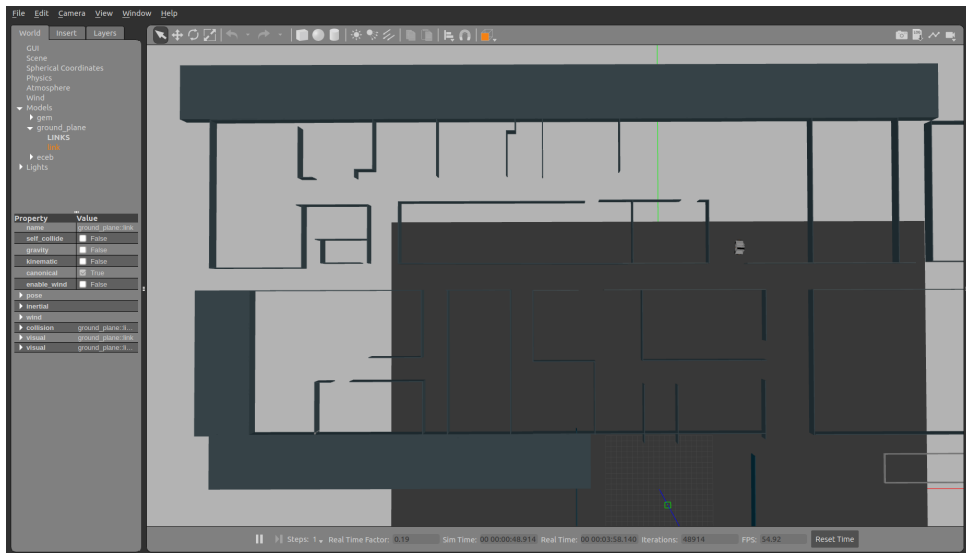 File Edit Camera View Window Help
World Insert Layers
GUI
Scene
Spherical Coordinates
Physics
Atmosphere
Wind
Models
gem
ground_plane
LINKS
link
eceb
Lights
Property Value
name ground_plane::link
self_collide False
gravity False
kinematic False
canonical True
enable_wind False
pose
inertial
wind
collision ground_plane::li...
visual ground_plane::link
visual ground_plane::li...
Steps: 1 Real Time Factor: 0.19 Sim Time: 00 00:00:48.914 Real Time: 00 00:03:58.140 Iterations: 48914 FPS: 54.92 Reset Time